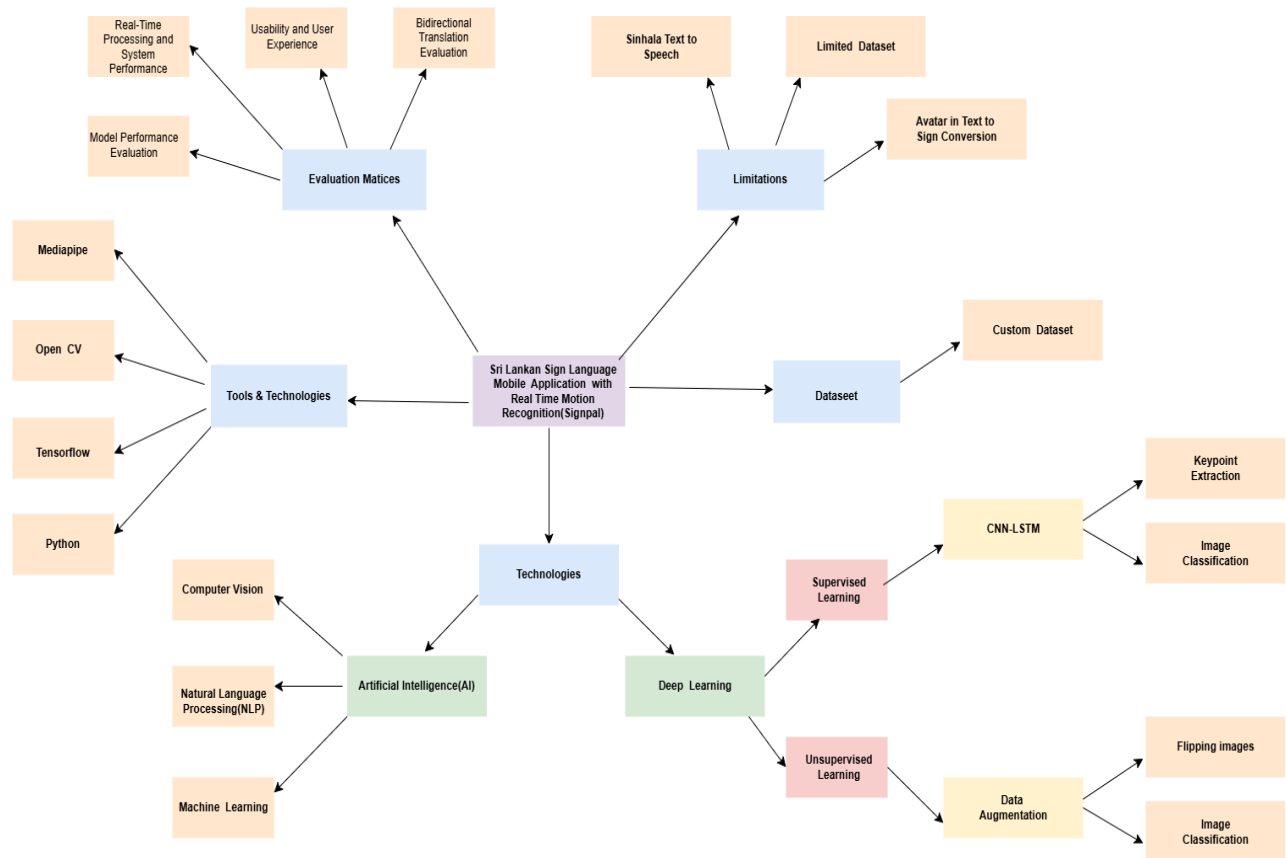 Real-Time
Processing and
System
Performance
Usability and User
Experience
Bidirectional
Translation
Evaluation
Sinhala Text to
Speech
Limited Dataset
Model Performance
Evaluation
Avatar in Text to
Sign Conversion
Evaluation Matices
Limitations
Mediapipe
Custom Dataset
Open CV
Sri Lankan Sign Language
Mobile Application with
Real Time Motion
Recognition(Signpal)
Tools & Technologies
Dataseet
Tensorflow
Keypoint
Extraction
CNN-LSTM
Python
Image
Classification
Technologies
Supervised
Learning
Computer Vision
Artificial Intelligence(AI)
Deep Learning
Natural Language
Processing(NLP)
Unsupervised
Learning
Flipping images
Machine Learning
Data
Augmentation
Image
Classification